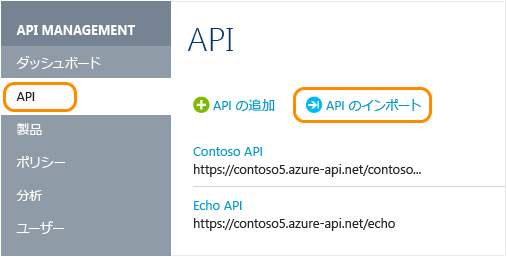 API MANAGEMENT
ダッシュボード
API
製品
ポリシー
分析
ユーザー
API
API の追加
API のインポート
Contoso API
https://contoso5.azure-api.net/contoso...
Echo API
https://contoso5.azure-api.net/echo